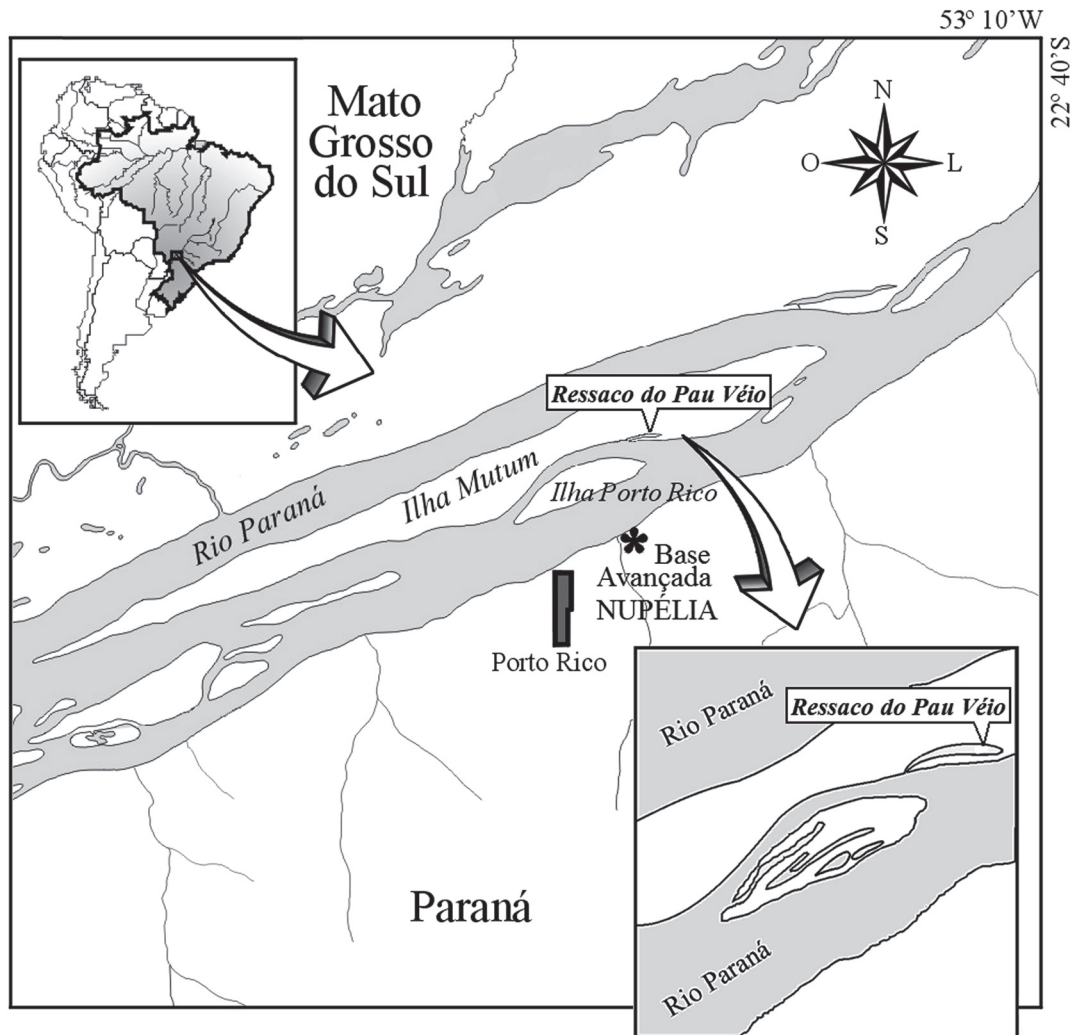 53º 10’W
22º 40’S
Mato
Grosso
do Sul
N
O
L
S
Ressaco do Pau Véio
Rio Paraná
Ilha Mutum
Ilha Porto Rico
Base
Avançada
NUPÉLIA
Porto Rico
Paraná
Rio Paraná
Ressaco do Pau Véio
Rio Paraná